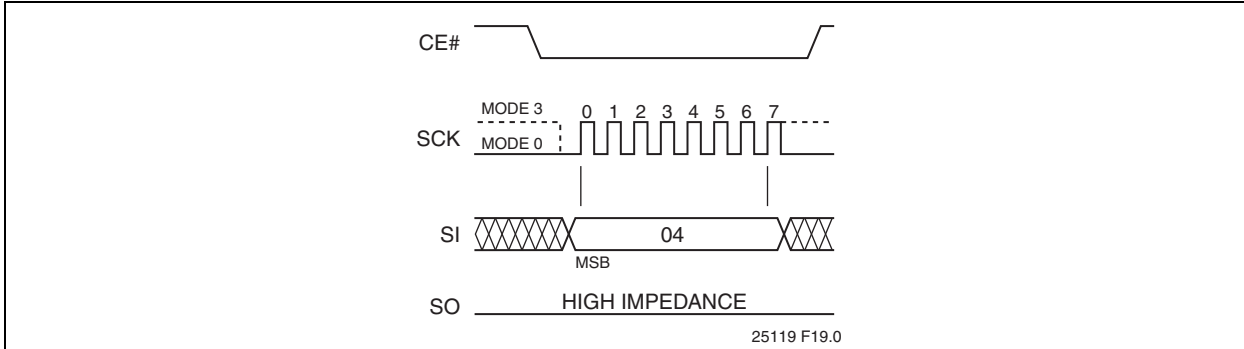 CE#
MODE 3
0 1 2 3 4 5 6 7
SCK
MODE 0
SI
04
MSB
SO
HIGH IMPEDANCE
25119 F19.0